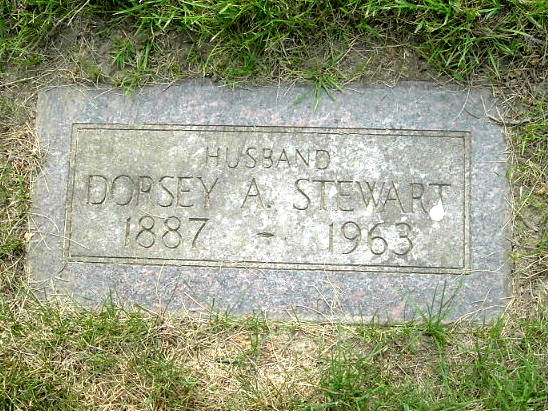 HUSBAND
DORSEY A. STEWART
1887 - 1963